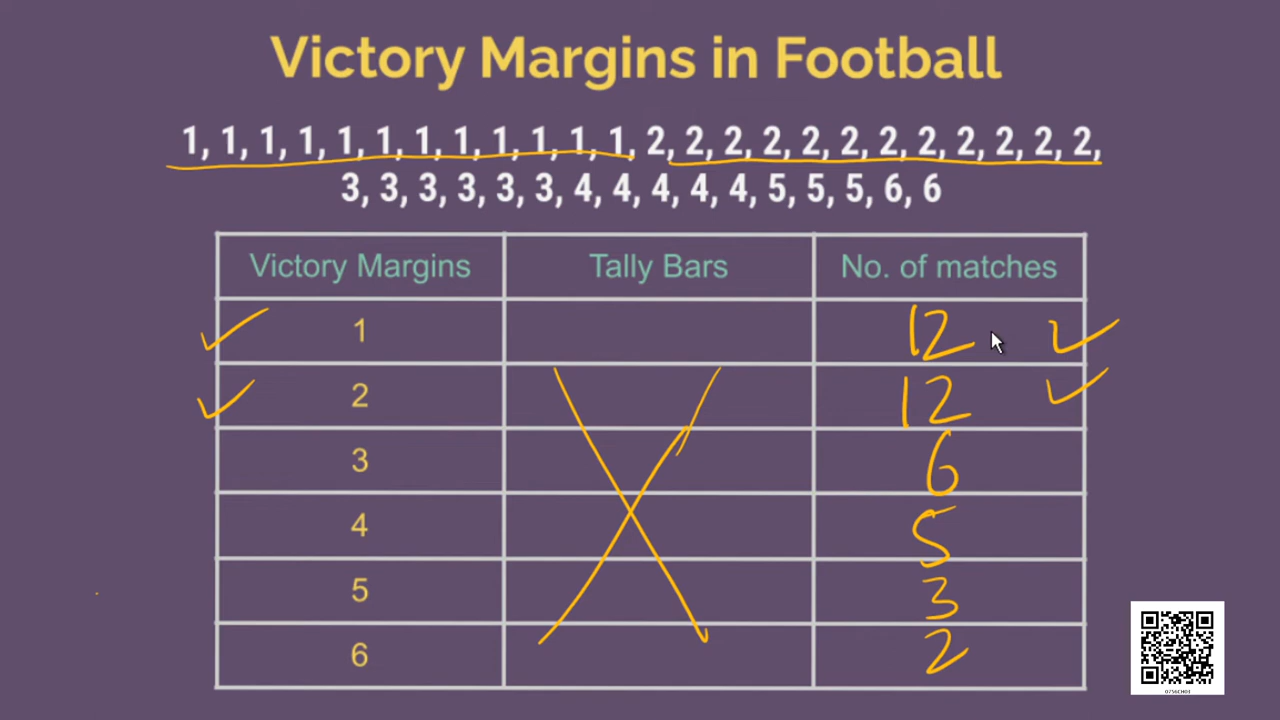 Victory Margins in Football
1, 1, 1, 1, 1, 1, 1, 1, 1, 1, 1, 1, 2, 2, 2, 2, 2, 2, 2, 2, 2, 2, 2, 2,
3, 3, 3, 3, 3, 3, 4, 4, 4, 4, 4, 5, 5, 5, 6, 6
Victory Margins Tally Bars No. of matches
1 12
2 12
3 6
4 5
5 3
6 2